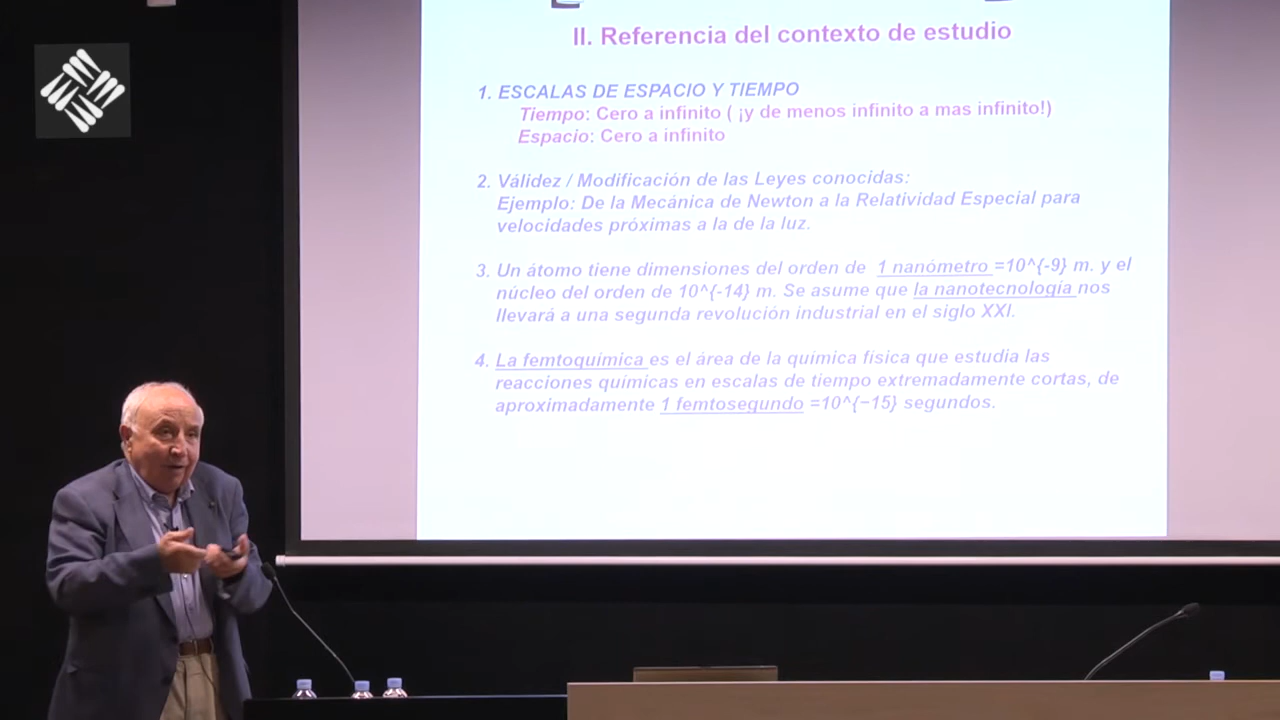 II. Referencia del contexto de estudio
1. ESCALAS DE ESPACIO Y TIEMPO
Tiempo: Cero a infinito ( ¡y de menos infinito a mas infinito!)
Espacio: Cero a infinito
2. Válidez / Modificación de las Leyes conocidas:
Ejemplo: De la Mecánica de Newton a la Relatividad Especial para
velocidades próximas a la de la luz.
3. Un átomo tiene dimensiones del orden de 1 nanómetro =10^{-9} m. y el
núcleo del orden de 10^{-14} m. Se asume que la nanotecnología nos
llevará a una segunda revolución industrial en el siglo XXI.
4. La femtoquímica es el área de la química física que estudia las
reacciones químicas en escalas de tiempo extremadamente cortas, de
aproximadamente 1 femtosegundo =10^{−15} segundos.